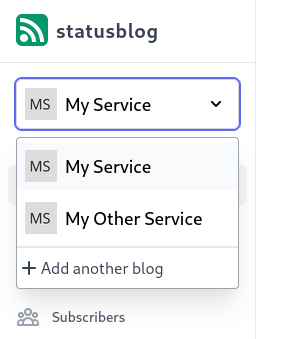 statusblog
MS My Service
MS My Service
MS My Other Service
+ Add another blog
Subscribers